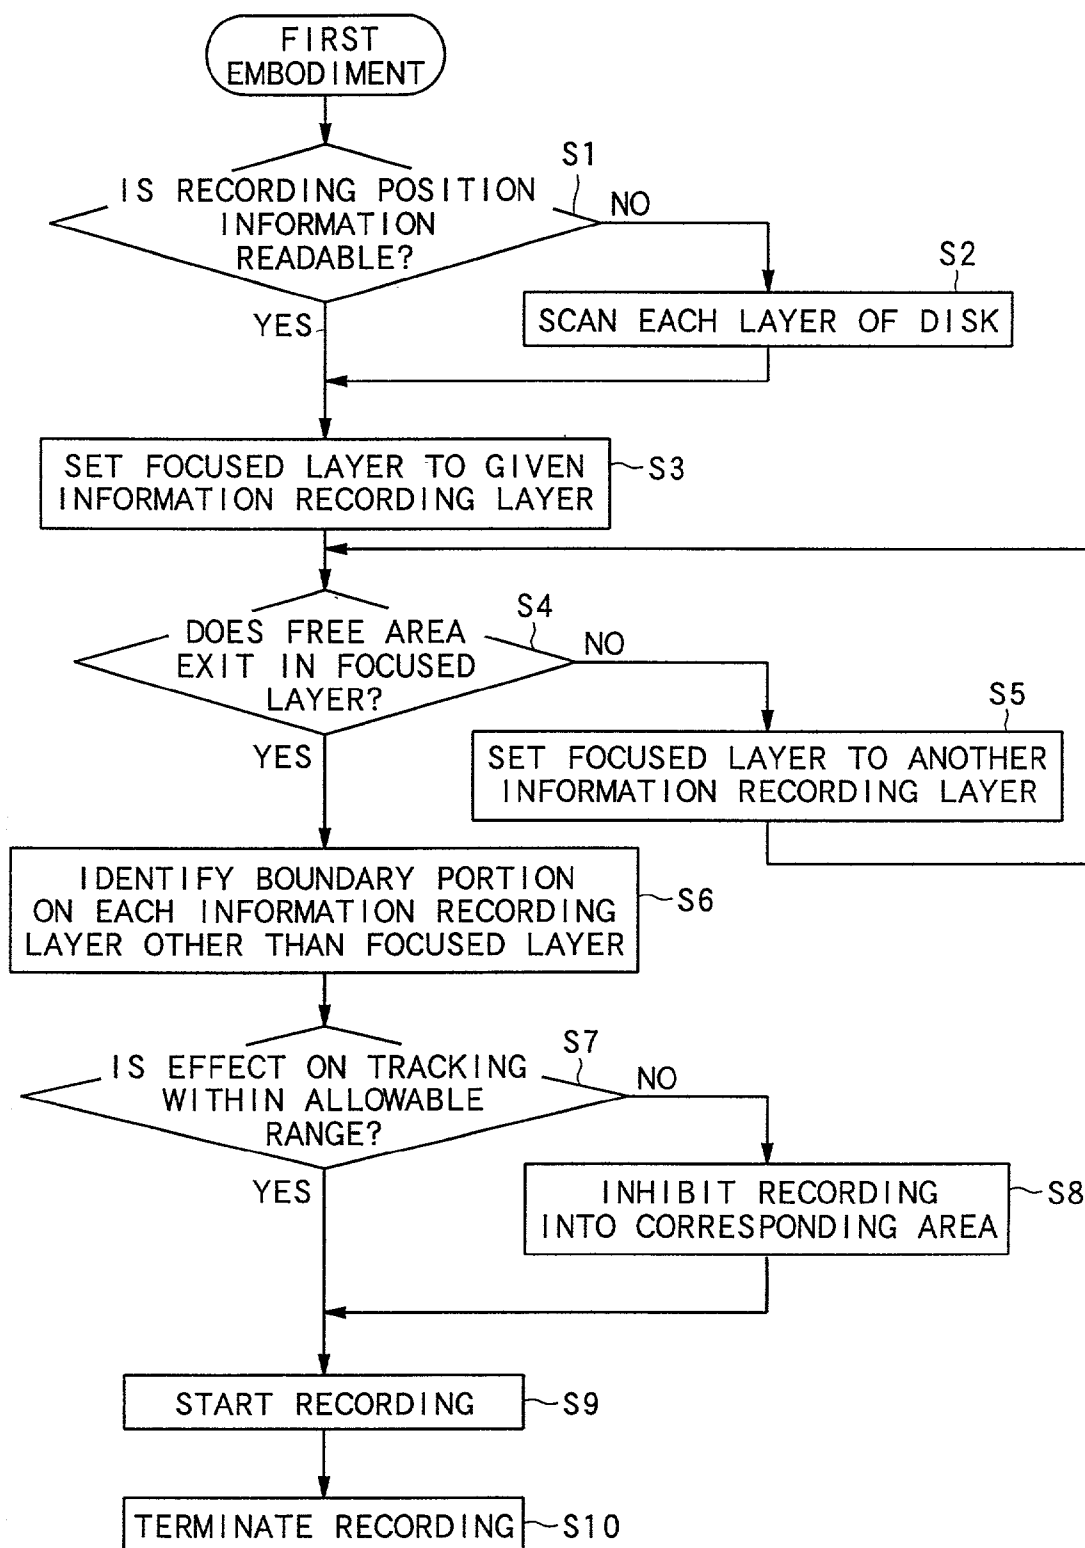 FIRST
EMBODIMENT
S1
IS RECORDING POSITION
INFORMATION
READABLE?
NO
YES
S2
SCAN EACH LAYER OF DISK
SET FOCUSED LAYER TO GIVEN
INFORMATION RECORDING LAYER
S3
S4
DOES FREE AREA
EXIT IN FOCUSED
LAYER?
NO
YES
S5
SET FOCUSED LAYER TO ANOTHER
INFORMATION RECORDING LAYER
IDENTIFY BOUNDARY PORTION
ON EACH INFORMATION RECORDING
LAYER OTHER THAN FOCUSED LAYER
S6
S7
IS EFFECT ON TRACKING
WITHIN ALLOWABLE
RANGE?
NO
YES
INHIBIT RECORDING
INTO CORRESPONDING AREA
S8
START RECORDING
S9
TERMINATE RECORDING
S10